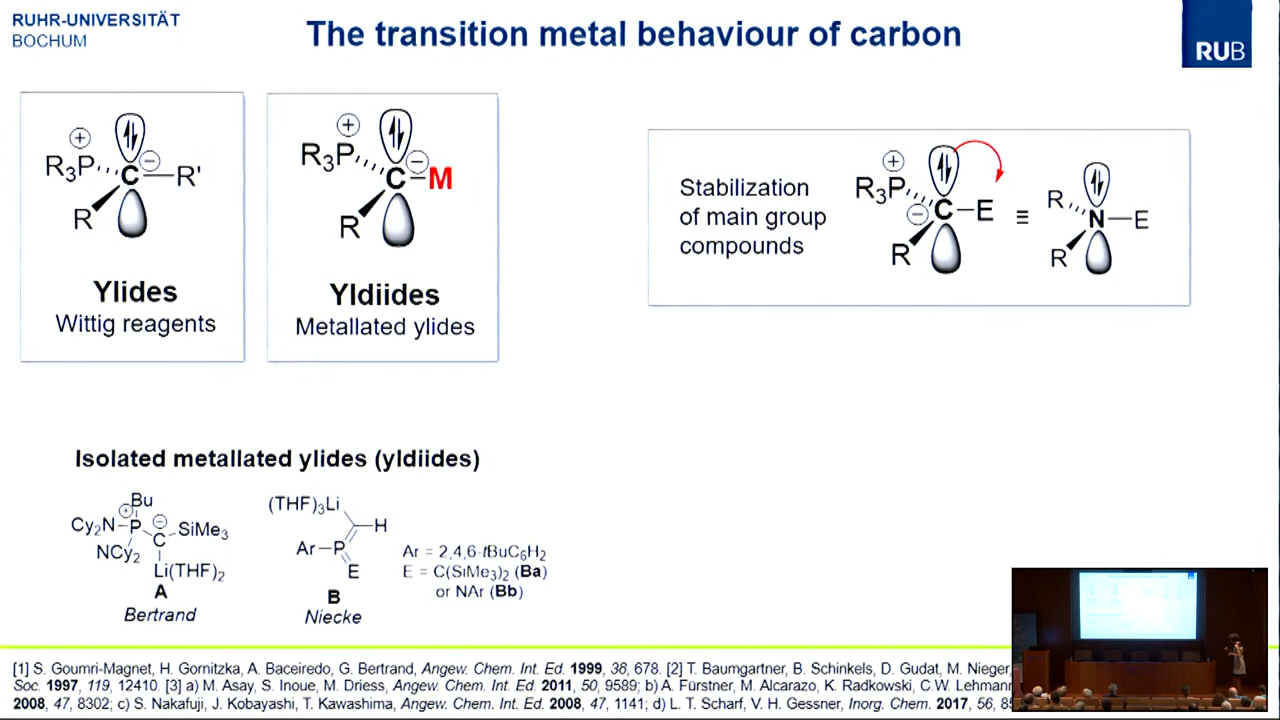 RUHR-UNIVERSITÄT
BOCHUM
The transition metal behaviour of carbon
RUB
R3P
+
C
−
R'
R
Ylides
Wittig reagents
R3P
+
C
−
M
R
Yldiides
Metallated ylides
Stabilization
of main group
compounds
R3P
+
−
C
E
R
≡
R
N
E
R
Isolated metallated ylides (yldiides)
Bu
+
−
Cy2N
P
C
SiMe3
NCy2
Li(THF)2
A
Bertrand
(THF)3Li
H
Ar
P
E
B
Niecke
Ar = 2,4,6-tBuC6H2
E = C(SiMe3)2 (Ba)
or NAr (Bb)
[1] S. Goumri-Magnet, H. Gornitzka, A. Baceiredo, G. Bertrand, Angew. Chem. Int. Ed. 1999, 38, 678. [2] T. Baumgartner, B. Schinkels, D. Gudat, M. Nieger,
Soc. 1997, 119, 12410. [3] a) M. Asay, S. Inoue, M. Driess, Angew. Chem. Int. Ed. 2011, 50, 9589; b) A. Fürstner, M. Alcarazo, K. Radkowski, C.W. Lehmann
2008, 47, 8302; c) S. Nakafuji, J. Kobayashi, T. Kawashima, Angew. Chem. Int. Ed. 2008, 47, 1141; d) L. T. Scharf, V. H. Gessner, Inorg. Chem. 2017, 56,